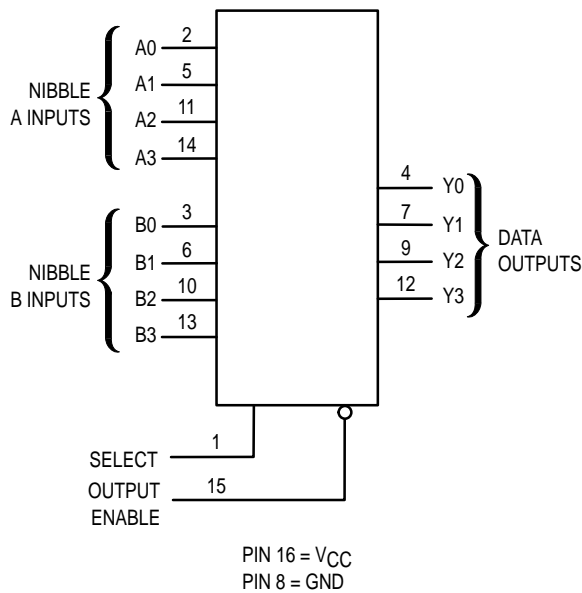 NIBBLE
A INPUTS
A0 2
A1 5
A2 11
A3 14
NIBBLE
B INPUTS
B0 3
B1 6
B2 10
B3 13
4 Y0
7 Y1
9 Y2
12 Y3
DATA
OUTPUTS
SELECT 1
OUTPUT
ENABLE 15
PIN 16 = VCC
PIN 8 = GND